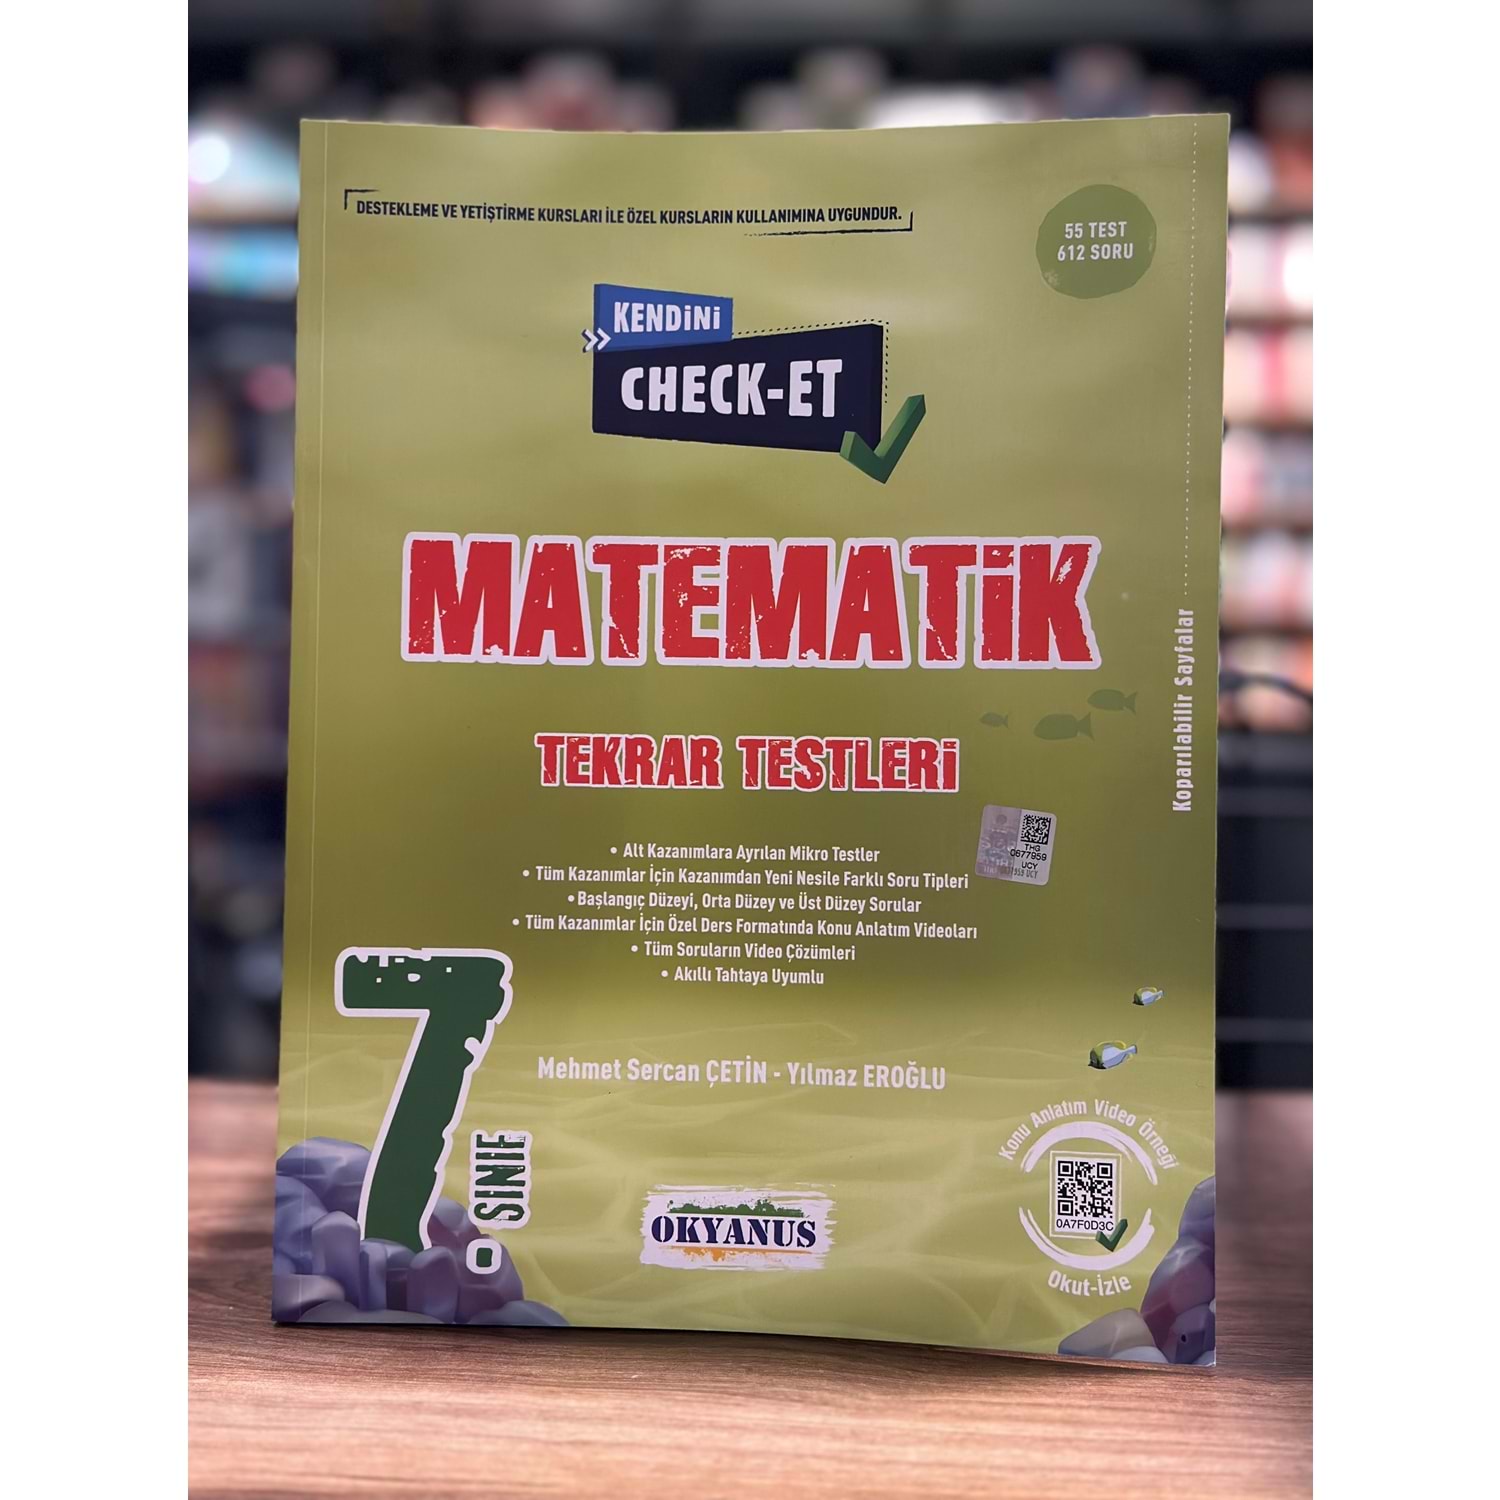 DESTEKLEME VE YETİŞTİRME KURSLARI İLE ÖZEL KURSLARIN KULLANIMINA UYGUNDUR.
55 TEST
612 SORU
KENDİNİ
CHECK-ET
MATEMATİK
TEKRAR TESTLERİ
Koparılabilir Sayfalar
• Alt Kazanımlara Ayrılan Mikro Testler
• Tüm Kazanımlar İçin Kazanımdan Yeni Nesile Farklı Soru Tipleri
• Başlangıç Düzeyi, Orta Düzey ve Üst Düzey Sorular
• Tüm Kazanımlar İçin Özel Ders Formatında Konu Anlatım Videoları
• Tüm Soruların Video Çözümleri
• Akıllı Tahtaya Uyumlu
THG
0677959
UCY
7. SINIF
Mehmet Sercan ÇETİN - Yılmaz EROĞLU
OKYANUS
Konu Anlatım Video Örneği
0A7F0D3C
Okut-İzle